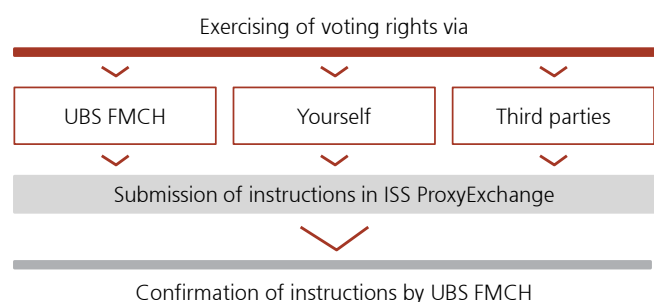 Exercising of voting rights via
UBS FMCH
Yourself
Third parties
Submission of instructions in ISS ProxyExchange
Confirmation of instructions by UBS FMCH